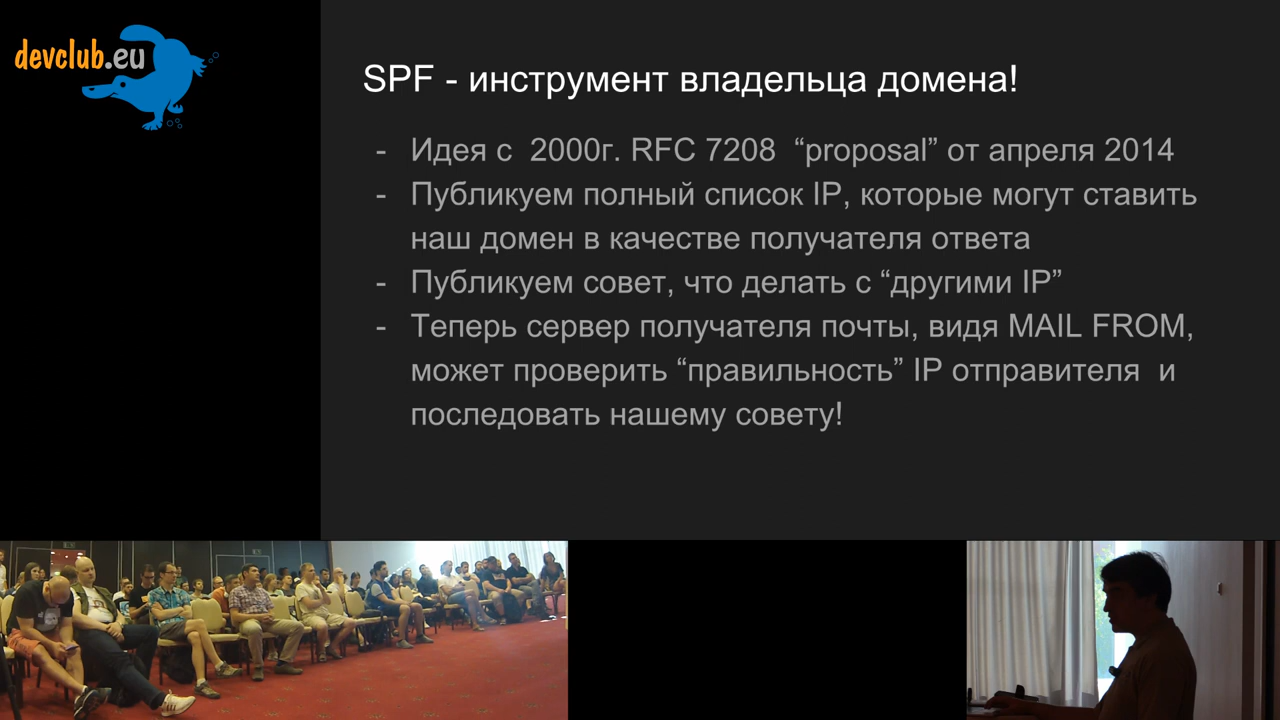 devclub.eu
SPF - инструмент владельца домена!
- Идея с 2000г. RFC 7208 “proposal” от апреля 2014
- Публикуем полный список IP, которые могут ставить
наш домен в качестве получателя ответа
- Публикуем совет, что делать с “другими IP”
- Теперь сервер получателя почты, видя MAIL FROM,
может проверить “правильность” IP отправителя и
последовать нашему совету!